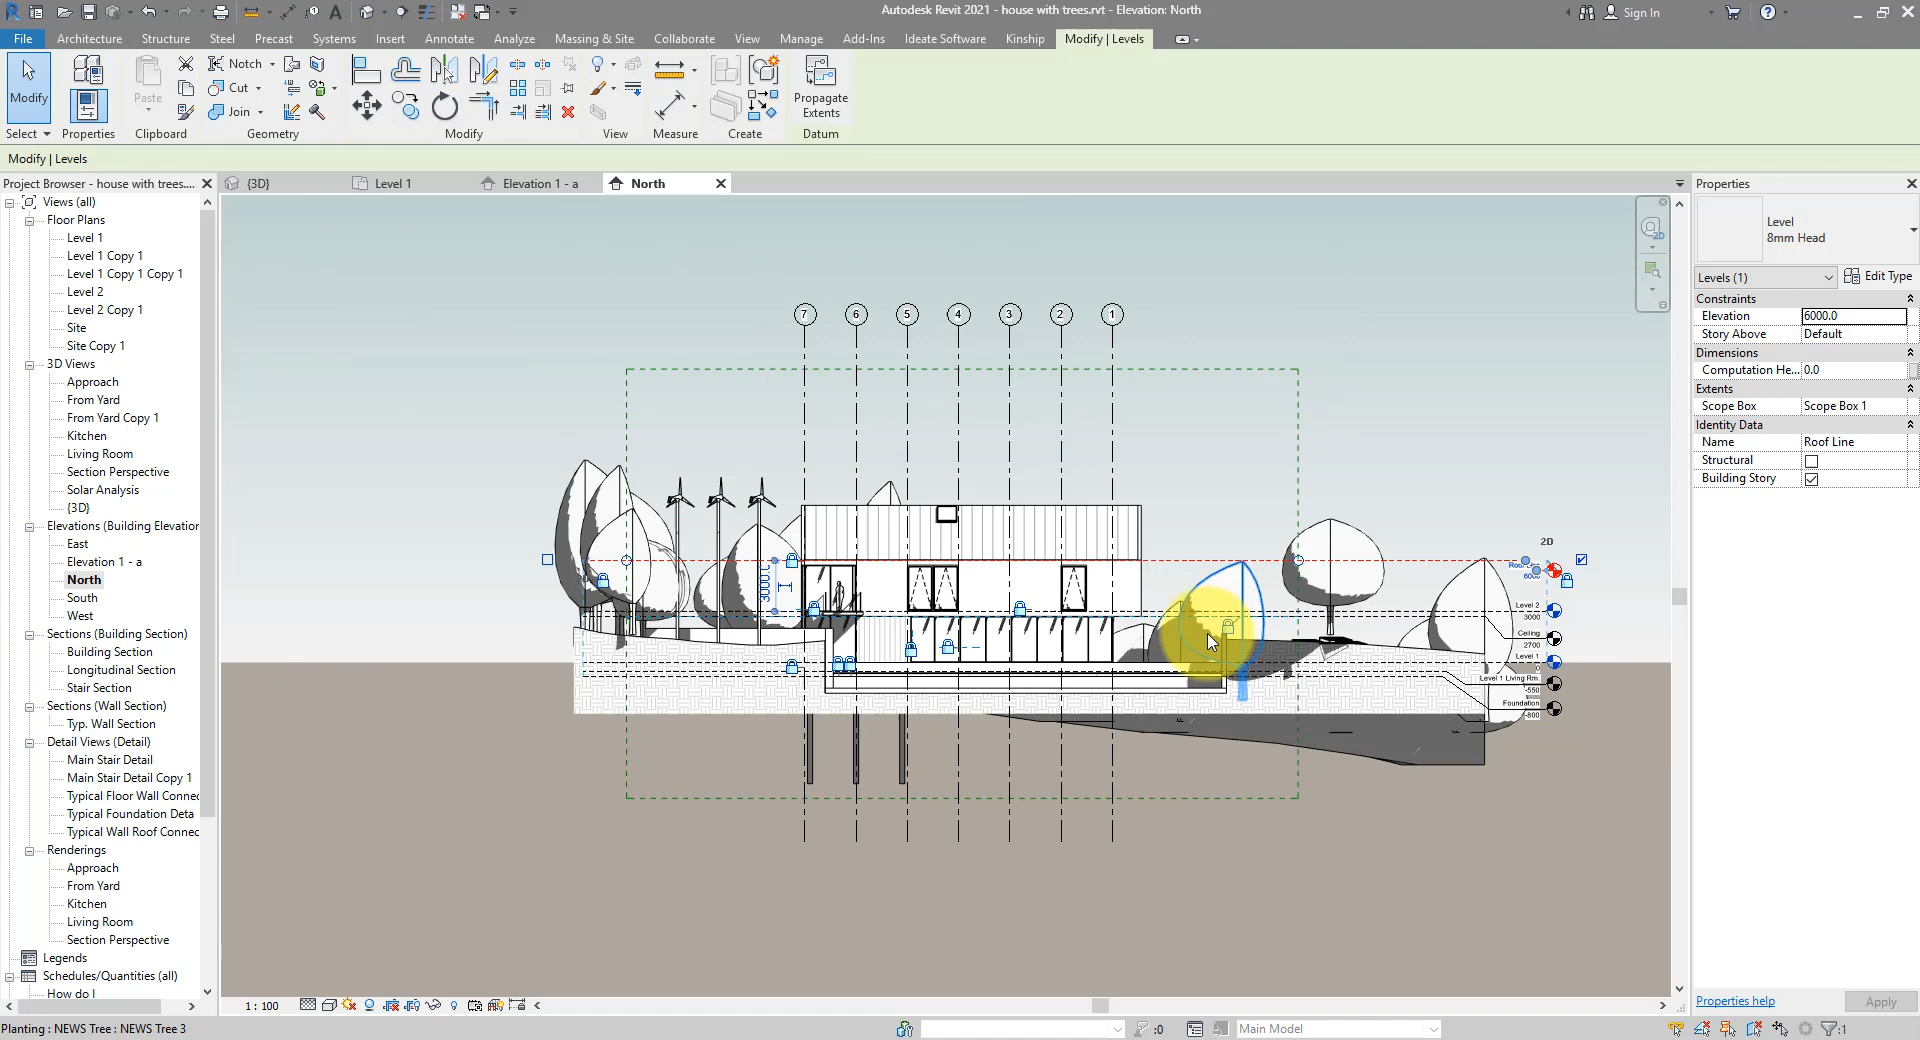 Autodesk Revit 2021 - house with trees.rvt - Elevation: North
Sign In
File
Architecture
Structure
Steel
Precast
Systems
Insert
Annotate
Analyze
Massing & Site
Collaborate
View
Manage
Add-Ins
Ideate Software
Kinship
Modify | Levels
Modify
Paste
Notch
Cut
Join
Propagate
Extents
Select
Properties
Clipboard
Geometry
Modify
View
Measure
Create
Datum
Modify | Levels
Project Browser - house with trees....
{3D}
Level 1
Elevation 1 - a
North
Properties
Views (all)
Floor Plans
Level 1
Level 1 Copy 1
Level 1 Copy 1 Copy 1
Level 2
Level 2 Copy 1
Site
Site Copy 1
3D Views
Approach
From Yard
From Yard Copy 1
Kitchen
Living Room
Section Perspective
Solar Analysis
{3D}
Elevations (Building Elevation
East
Elevation 1 - a
North
South
West
Sections (Building Section)
Building Section
Longitudinal Section
Stair Section
Sections (Wall Section)
Typ. Wall Section
Detail Views (Detail)
Main Stair Detail
Main Stair Detail Copy 1
Typical Floor Wall Connec
Typical Foundation Deta
Typical Wall Roof Connec
Renderings
Approach
From Yard
Kitchen
Living Room
Section Perspective
Legends
Schedules/Quantities (all)
How do I
7 6 5 4 3 2 1
2D
3000.0
6000
Level 2
3000
Ceiling
2700
Level 1
0
Level 1 Living Rm.
-550
Foundation
-800
2D
Level
8mm Head
Levels (1)
Edit Type
Constraints
Elevation 6000.0
Story Above Default
Dimensions
Computation He... 0.0
Extents
Scope Box Scope Box 1
Identity Data
Name Roof Line
Structural
Building Story
Properties help
Apply
1 : 100
Planting : NEWS Tree : NEWS Tree 3
:0
Main Model
:1